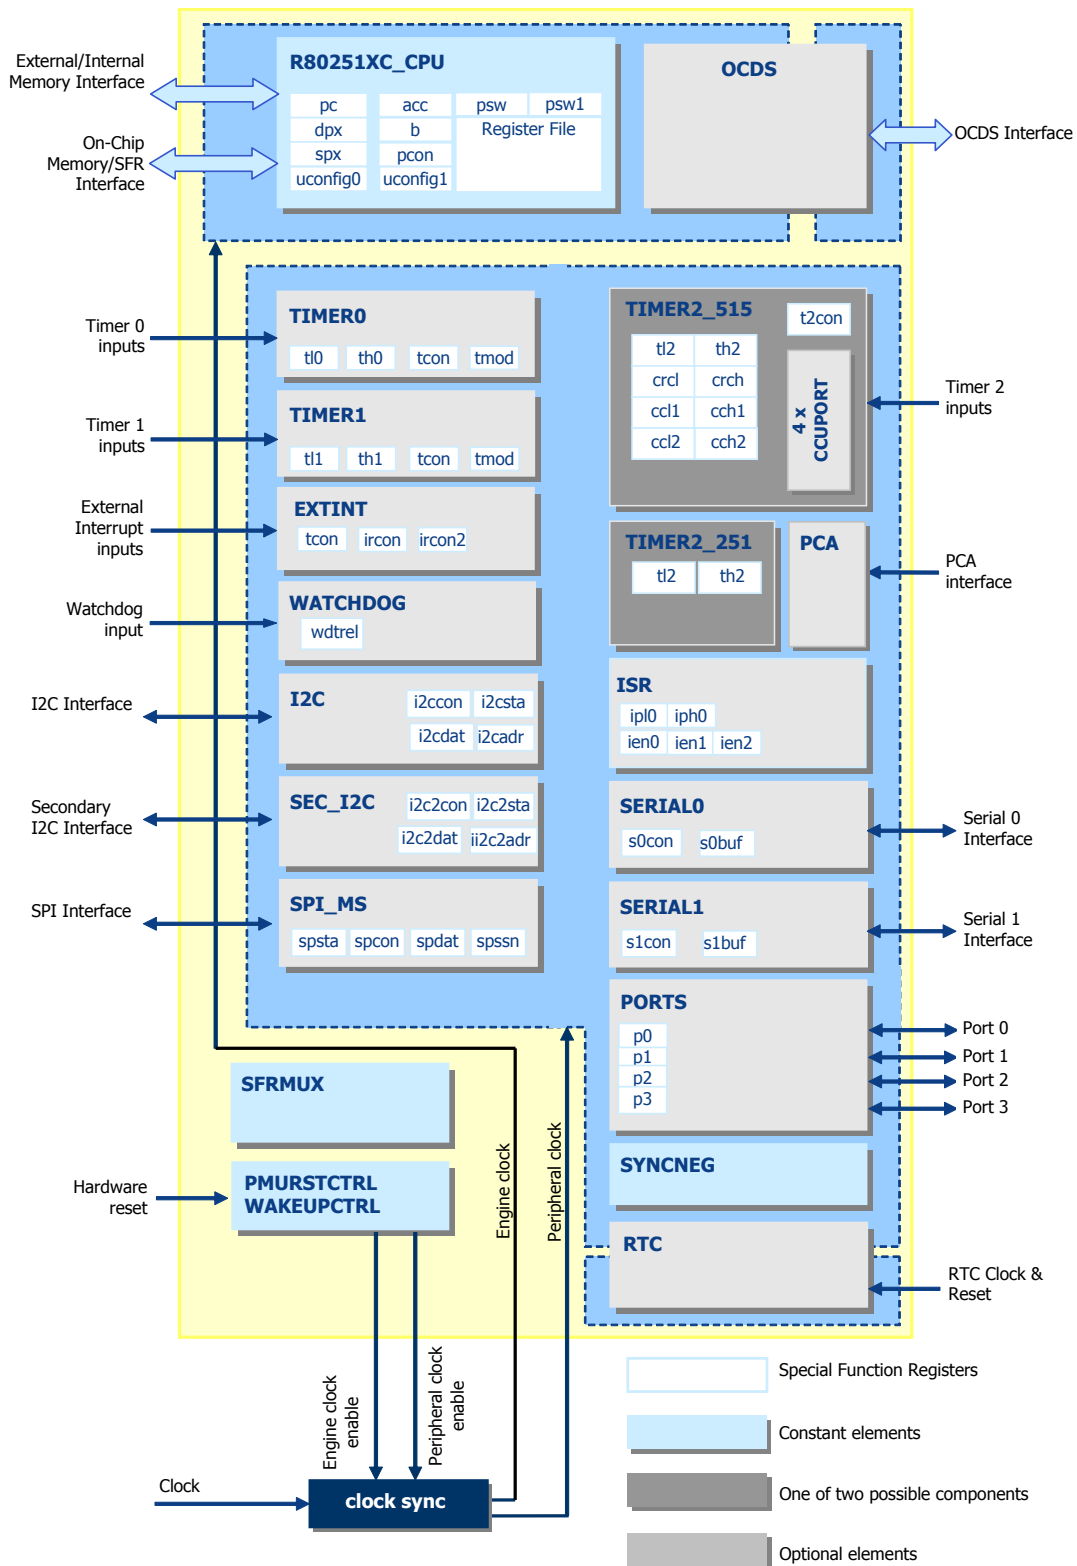 External/Internal
Memory Interface
On-Chip
Memory/SFR
Interface
R80251XC_CPU
pc acc psw psw1
dpx b Register File
spx pcon
uconfig0 uconfig1
OCDS
OCDS Interface
Timer 0
inputs
TIMER0
tl0 th0 tcon tmod
Timer 1
inputs
TIMER1
tl1 th1 tcon tmod
External
Interrupt
inputs
EXTINT
tcon ircon ircon2
Watchdog
input
WATCHDOG
wdtrel
I2C Interface
I2C
i2ccon i2csta
i2cdat i2cadr
Secondary
I2C Interface
SEC_I2C
i2c2con i2c2sta
i2c2dat ii2c2adr
SPI Interface
SPI_MS
spsta spcon spdat spssn
TIMER2_515
t2con
tl2 th2
crcl crch
ccl1 cch1
ccl2 cch2
4 x
CCUPORT
Timer 2
inputs
TIMER2_251
tl2 th2
PCA
PCA
interface
ISR
ipl0 iph0
ien0 ien1 ien2
SERIAL0
s0con s0buf
Serial 0
Interface
SERIAL1
s1con s1buf
Serial 1
Interface
PORTS
p0
p1
p2
p3
Port 0
Port 1
Port 2
Port 3
SYNCNEG
RTC
RTC Clock &
Reset
SFRMUX
Hardware
reset
PMURSTCTRL
WAKEUPCTRL
Engine clock
Peripheral clock
Engine clock
enable
Peripheral clock
enable
Clock
clock sync
Special Function Registers
Constant elements
One of two possible components
Optional elements